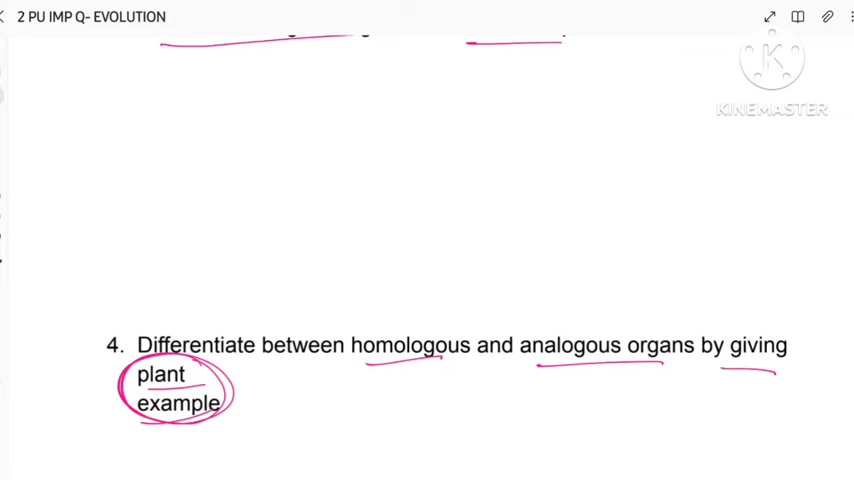 2 PU IMP Q- EVOLUTION
K
KINEMASTER
4. Differentiate between homologous and analogous organs by giving
plant
example